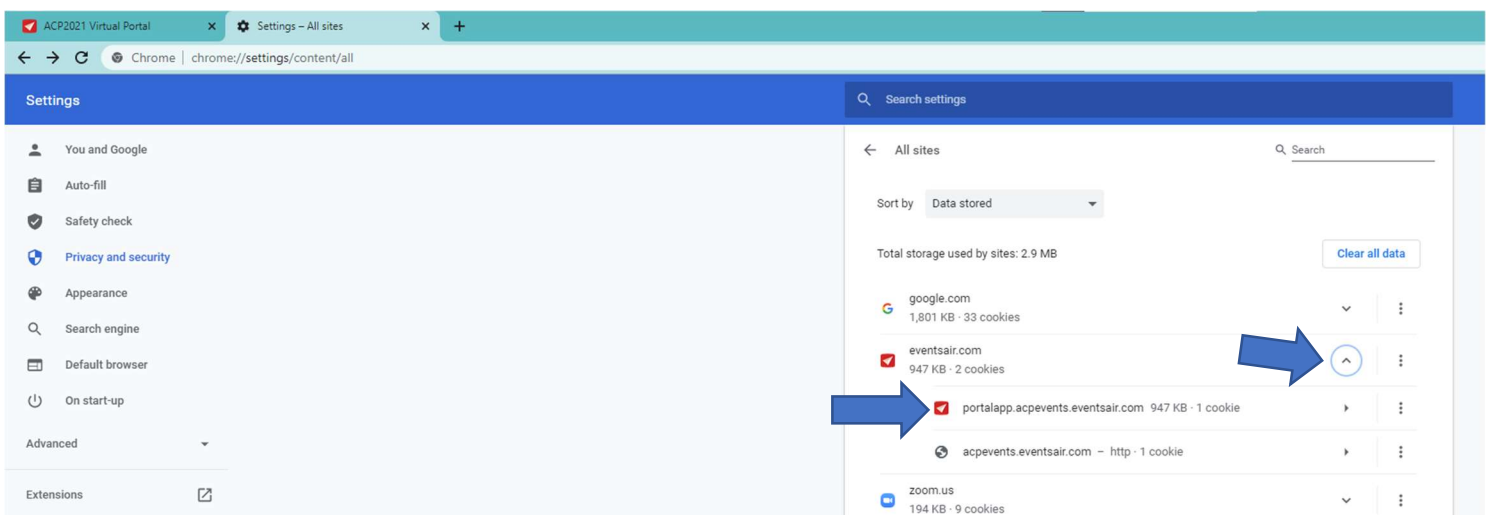 ACP2021 Virtual Portal
Settings – All sites
Chrome | chrome://settings/content/all
Settings
Search settings
You and Google
Auto-fill
Safety check
Privacy and security
Appearance
Search engine
Default browser
On start-up
Advanced
Extensions
All sites
Search
Sort by Data stored
Total storage used by sites: 2.9 MB
Clear all data
google.com
1,801 KB · 33 cookies
eventsair.com
947 KB · 2 cookies
portalapp.acpevents.eventsair.com 947 KB · 1 cookie
acpevents.eventsair.com – http · 1 cookie
zoom.us
194 KB · 9 cookies